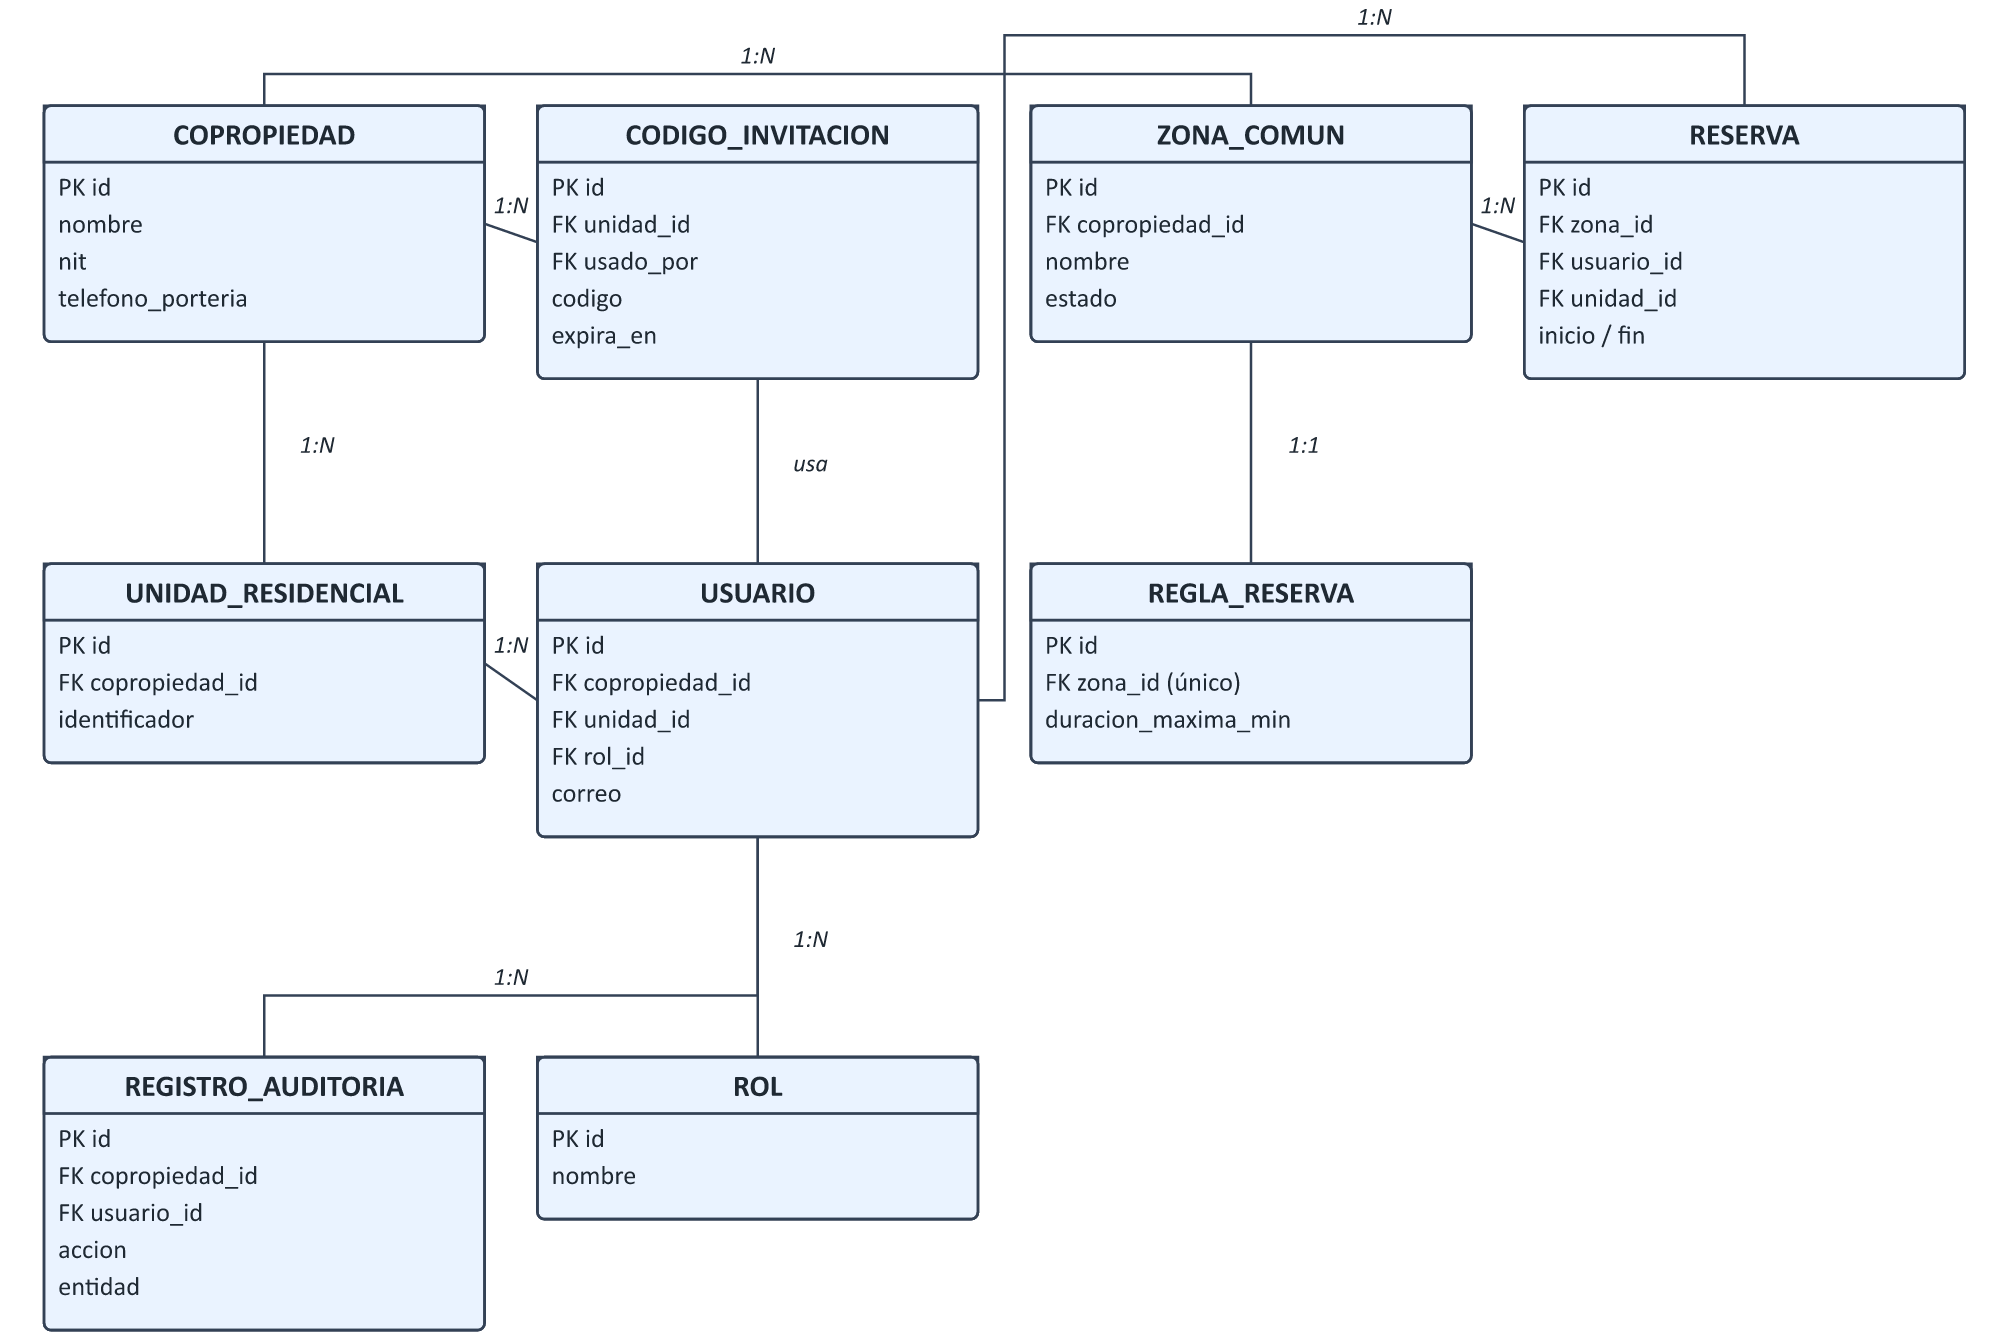 1:N
1:N
COPROPIEDAD
PK id
nombre
nit
telefono_porteria
1:N
CODIGO_INVITACION
PK id
FK unidad_id
FK usado_por
codigo
expira_en
ZONA_COMUN
PK id
FK copropiedad_id
nombre
estado
1:N
RESERVA
PK id
FK zona_id
FK usuario_id
FK unidad_id
inicio / fin
1:N
usa
1:1
UNIDAD_RESIDENCIAL
PK id
FK copropiedad_id
identificador
1:N
USUARIO
PK id
FK copropiedad_id
FK unidad_id
FK rol_id
correo
REGLA_RESERVA
PK id
FK zona_id (único)
duracion_maxima_min
1:N
1:N
REGISTRO_AUDITORIA
PK id
FK copropiedad_id
FK usuario_id
accion
entidad
ROL
PK id
nombre